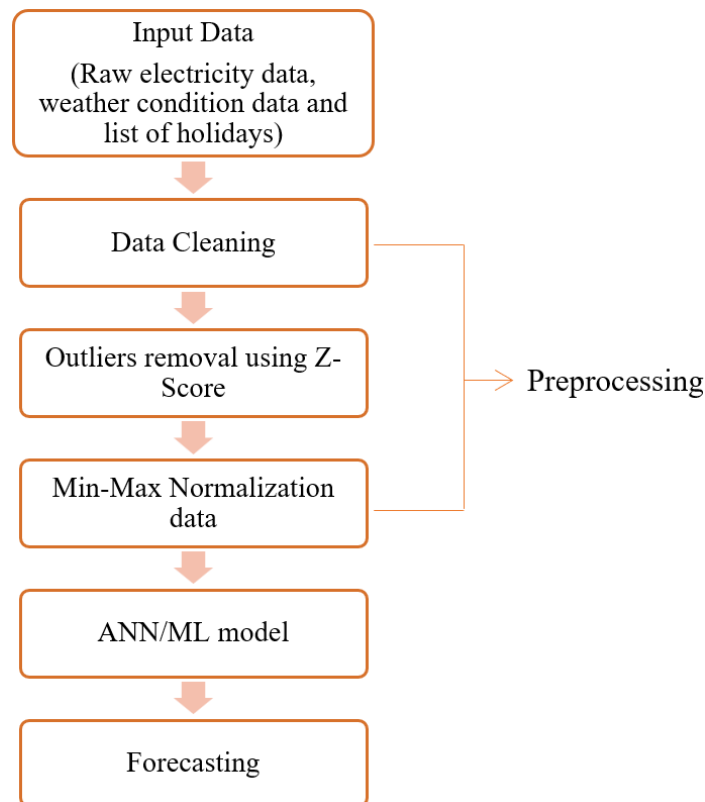 Input Data
(Raw electricity data,
weather condition data and
list of holidays)
Data Cleaning
Outliers removal using Z-
Score
Preprocessing
Min-Max Normalization
data
ANN/ML model
Forecasting